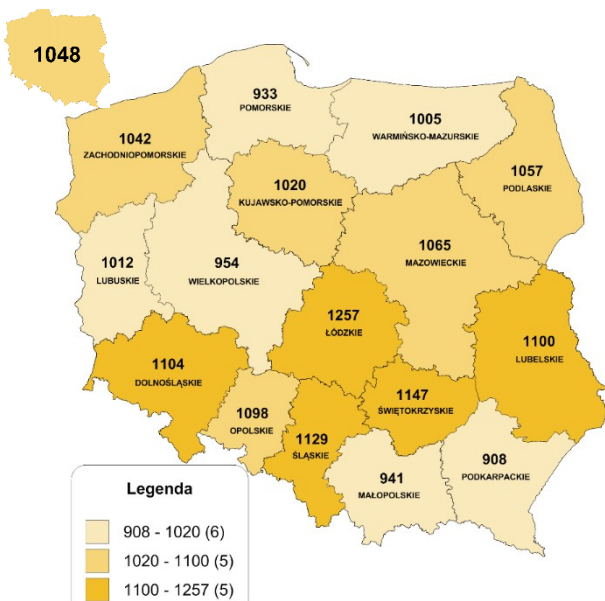 1048
933
POMORSKIE
1005
WARMIŃSKO-MAZURSKIE
1042
ZACHODNIOPOMORSKIE
1057
PODLASKIE
1020
KUJAWSKO-POMORSKIE
1065
MAZOWIECKIE
1012
LUBUSKIE
954
WIELKOPOLSKIE
1257
ŁÓDZKIE
1100
LUBELSKIE
1104
DOLNOŚLĄSKIE
1147
ŚWIĘTOKRZYSKIE
1098
OPOLSKIE
1129
ŚLĄSKIE
941
MAŁOPOLSKIE
908
PODKARPACKIE
Legenda
908 - 1020 (6)
1020 - 1100 (5)
1100 - 1257 (5)